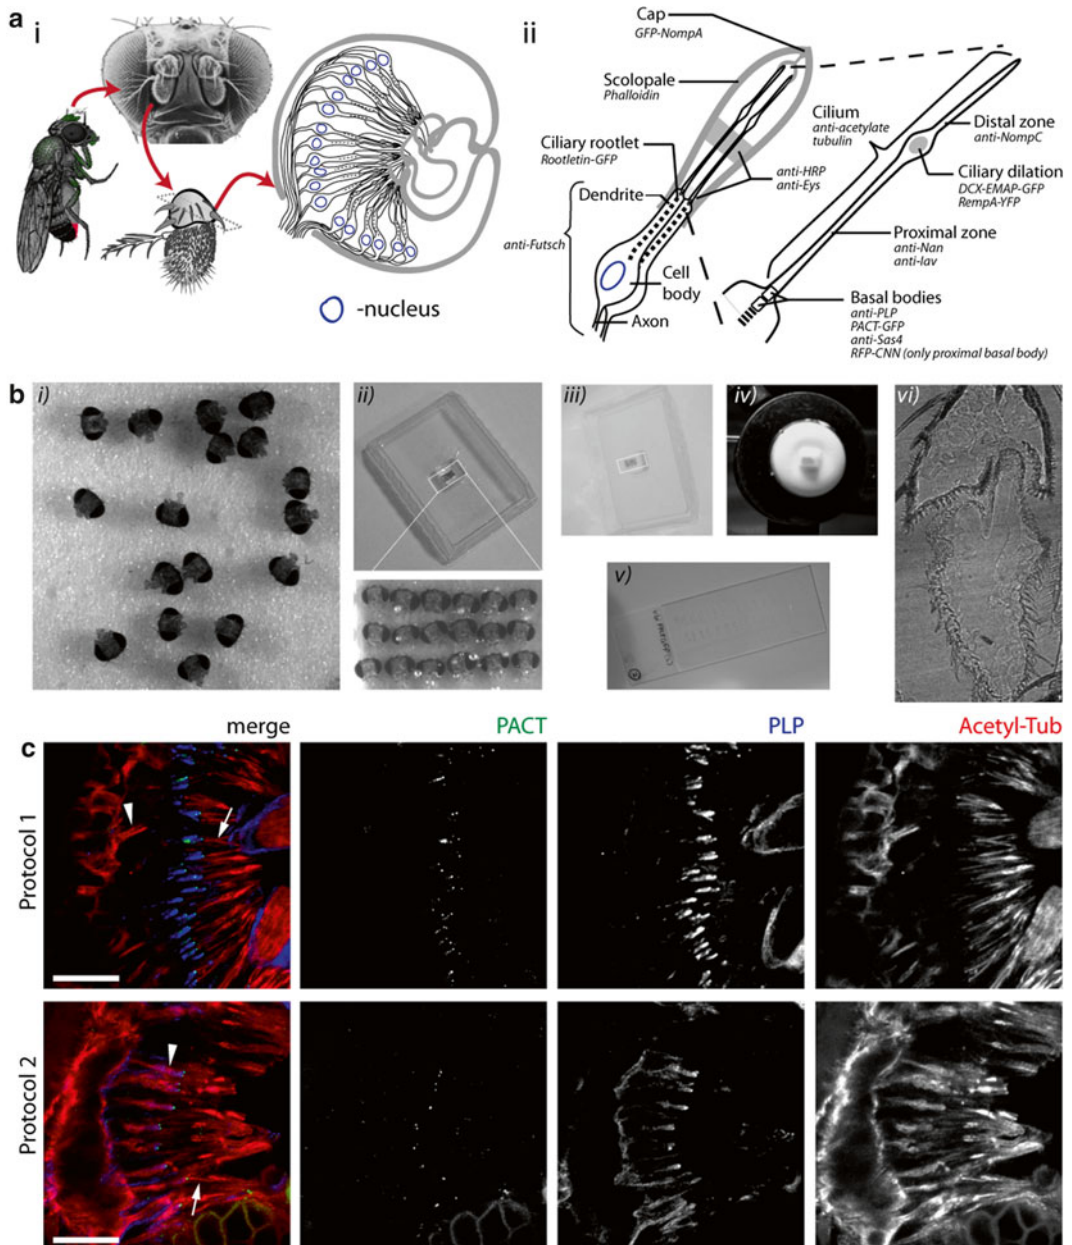 a
i
-nucleus
ii
Cap
GFP-NompA
Scolopale
Phalloidin
Ciliary rootlet
Rootletin-GFP
Dendrite
anti-Futsch
Cell
body
Axon
anti-HRP
anti-Eys
Cilium
anti-acetylate
tubulin
Distal zone
anti-NompC
Ciliary dilation
DCX-EMAP-GFP
RempA-YFP
Proximal zone
anti-Nan
anti-Iav
Basal bodies
anti-PLP
PACT-GFP
anti-Sas4
RFP-CNN (only proximal basal body)
b
i)
ii)
iii)
iv)
v)
vi)
c
merge
PACT
PLP
Acetyl-Tub
Protocol 1
Protocol 2